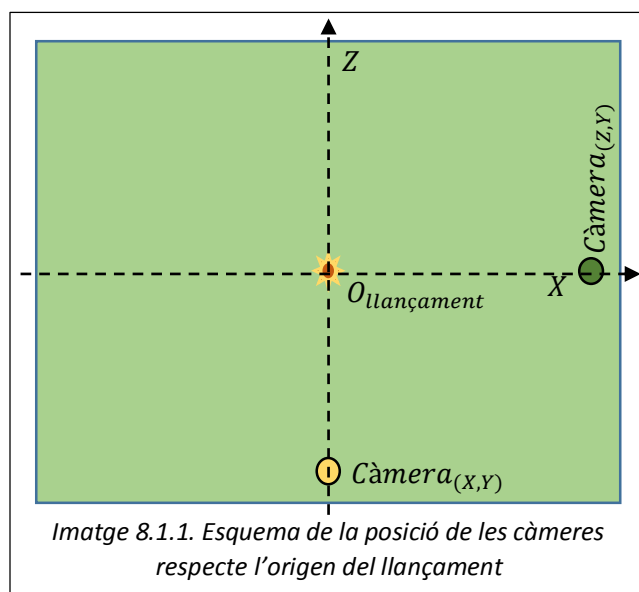 Z
Càmera(Z,Y)
X
Ollançament
Càmera(X,Y)
Imatge 8.1.1. Esquema de la posició de les càmeres
respecte l’origen del llançament